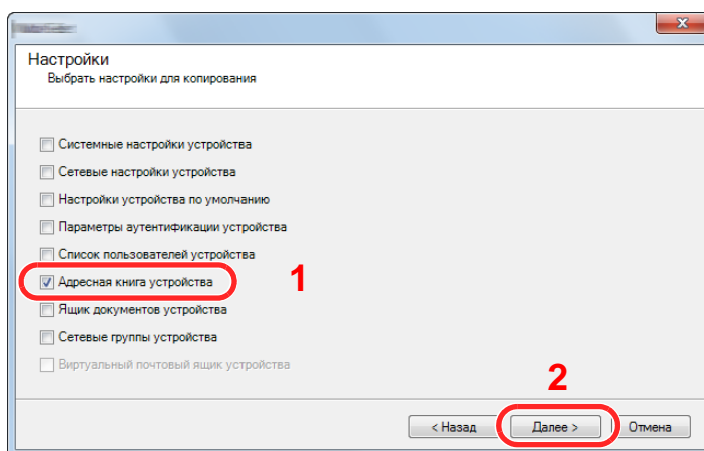 Настройки
Выбрать настройки для копирования
Системные настройки устройства
Сетевые настройки устройства
Настройки устройства по умолчанию
Параметры аутентификации устройства
Список пользователей устройства
Адресная книга устройства
1
Ящик документов устройства
Сетевые группы устройства
Виртуальный почтовый ящик устройства
2
< Назад Далее > Отмена